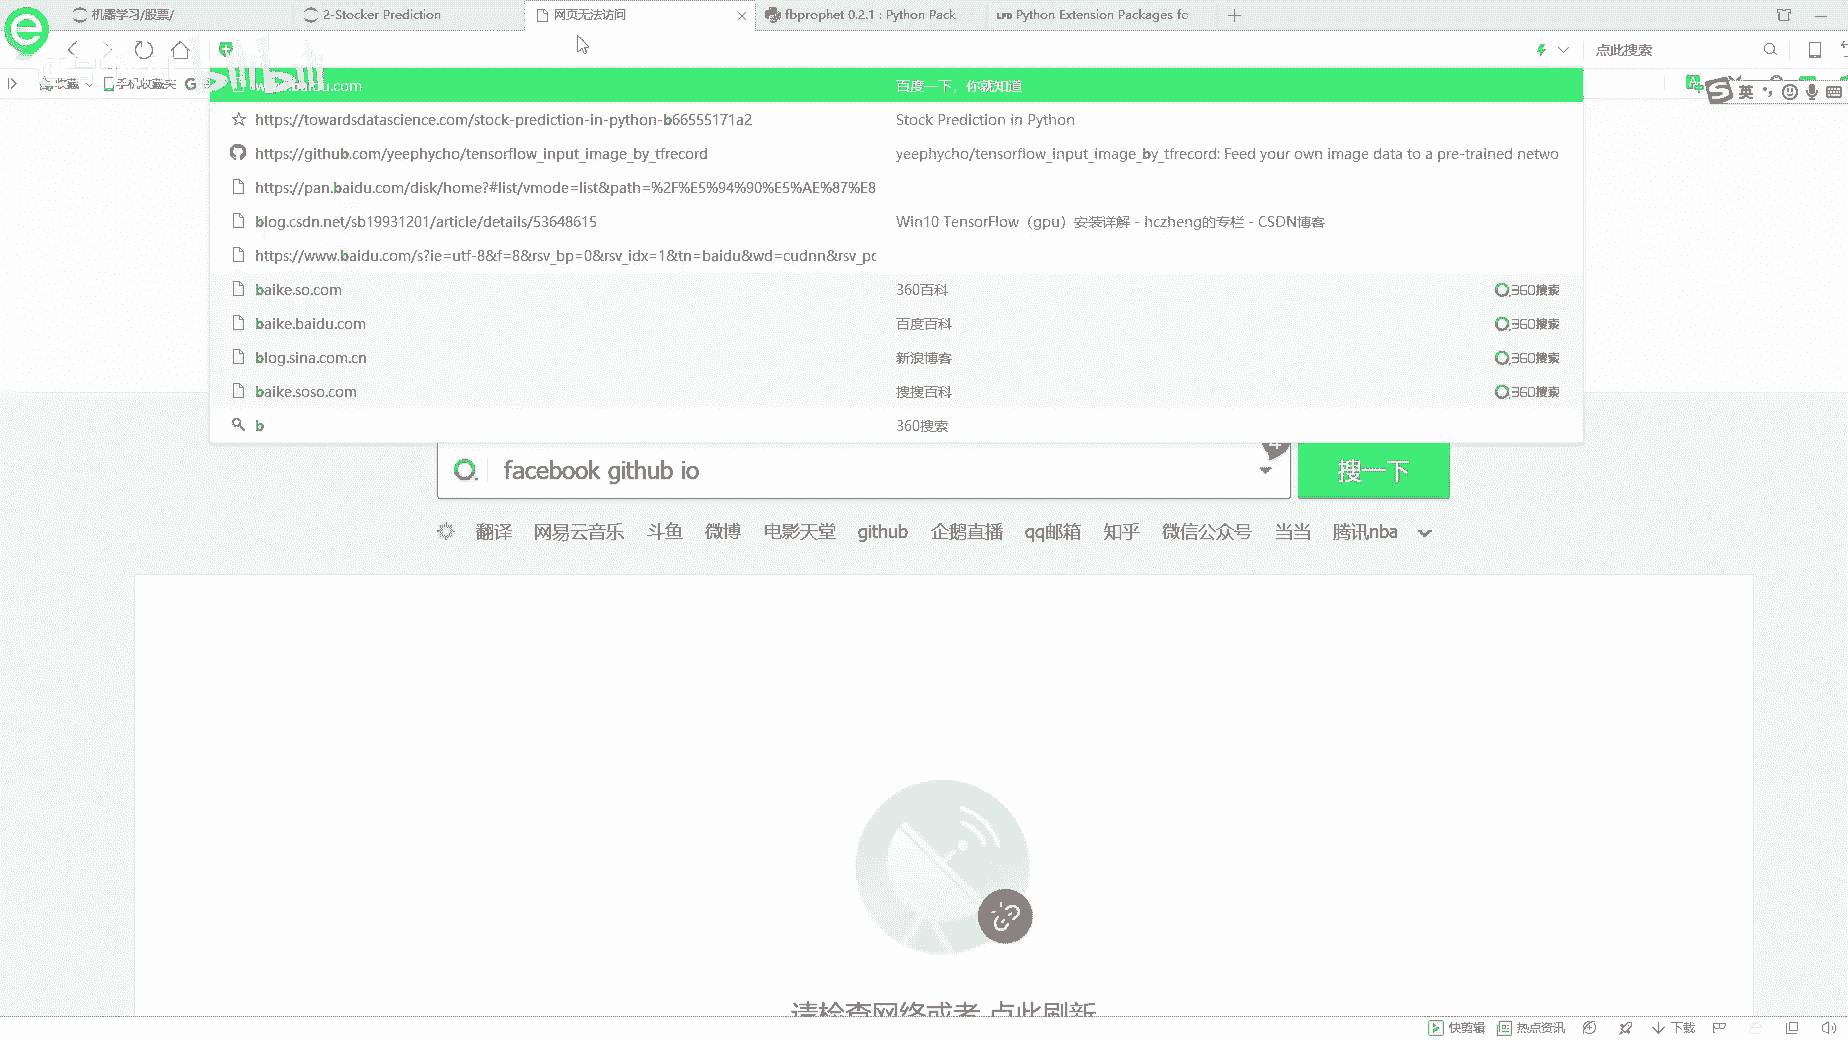 机器学习/股票/
2-Stocker Prediction
网页无法访问
fbprophet 0.2.1 : Python Pack
Python Extension Packages fo
点此搜索
bilibili
收藏
手机收藏夹
G
百度一下，你就知道
英
https://towardsdatascience.com/stock-prediction-in-python-b66555171a2
Stock Prediction in Python
https://github.com/yeephycho/tensorflow_input_image_by_tfrecord
yeephycho/tensorflow_input_image_by_tfrecord: Feed your own image data to a pre-trained netwo
https://pan.baidu.com/disk/home?#list/vmode=list&path=%2F%E5%94%90%E5%AE%87%E8
blog.csdn.net/sb19931201/article/details/53648615
Win10 TensorFlow（gpu）安装详解 - hczheng的专栏 - CSDN博客
https://www.baidu.com/s?ie=utf-8&f=8&rsv_bp=0&rsv_idx=1&tn=baidu&wd=cudnn&rsv_pc
baike.so.com
360百科
360搜索
baike.baidu.com
百度百科
360搜索
blog.sina.com.cn
新浪博客
360搜索
baike.soso.com
搜搜百科
360搜索
b
360搜索
facebook github io
搜一下
翻译 网易云音乐 斗鱼 微博 电影天堂 github 企鹅直播 qq邮箱 知乎 微信公众号 当当 腾讯nba
请检查网络或者 点此刷新
快剪辑
热点资讯
下载